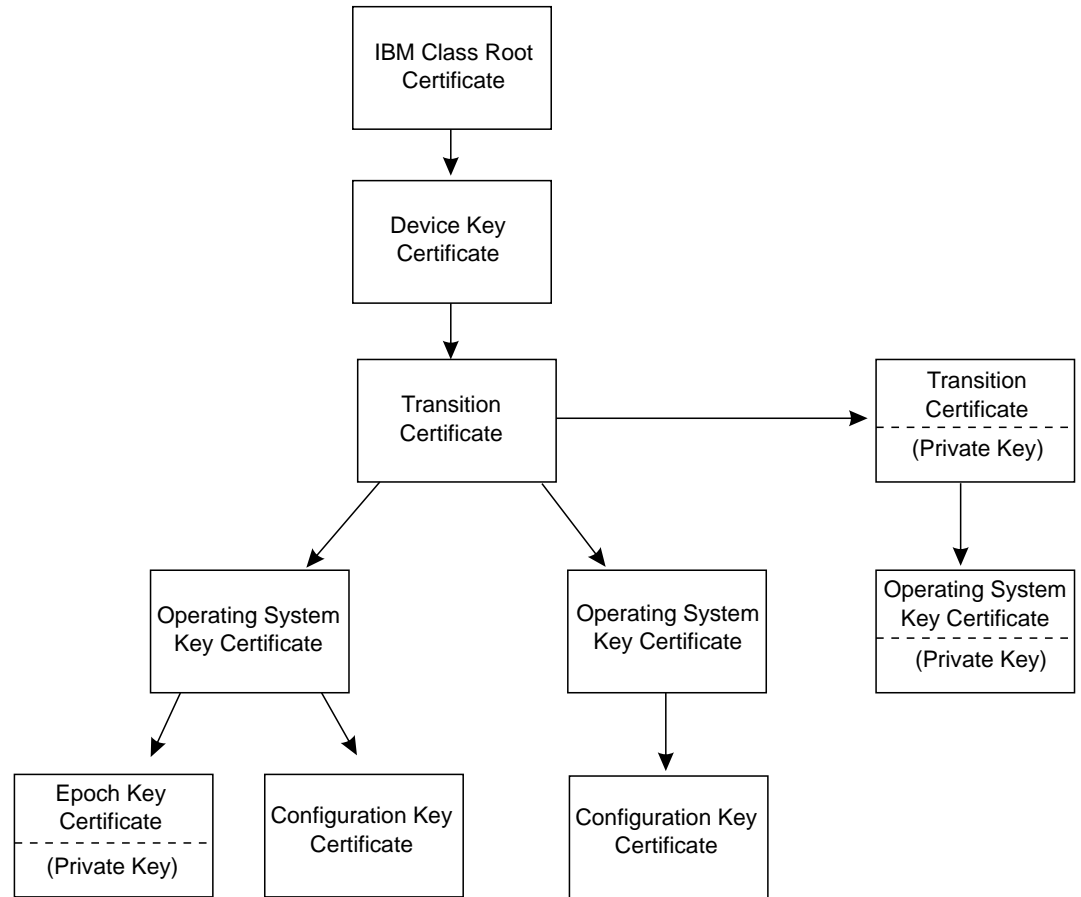 IBM Class Root
Certificate
Device Key
Certificate
Transition
Certificate
Transition
Certificate
(Private Key)
Operating System
Key Certificate
Operating System
Key Certificate
Operating System
Key Certificate
(Private Key)
Epoch Key
Certificate
(Private Key)
Configuration Key
Certificate
Configuration Key
Certificate